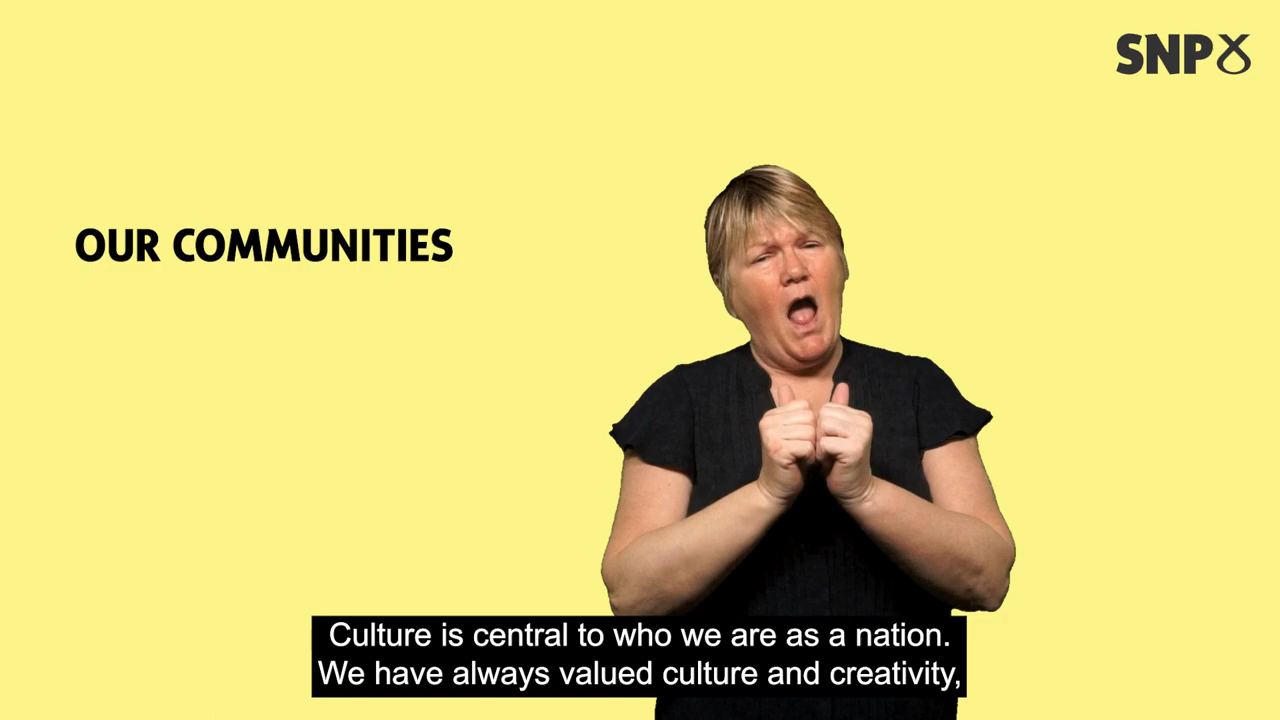 SNP
OUR COMMUNITIES
Culture is central to who we are as a nation.
We have always valued culture and creativity,